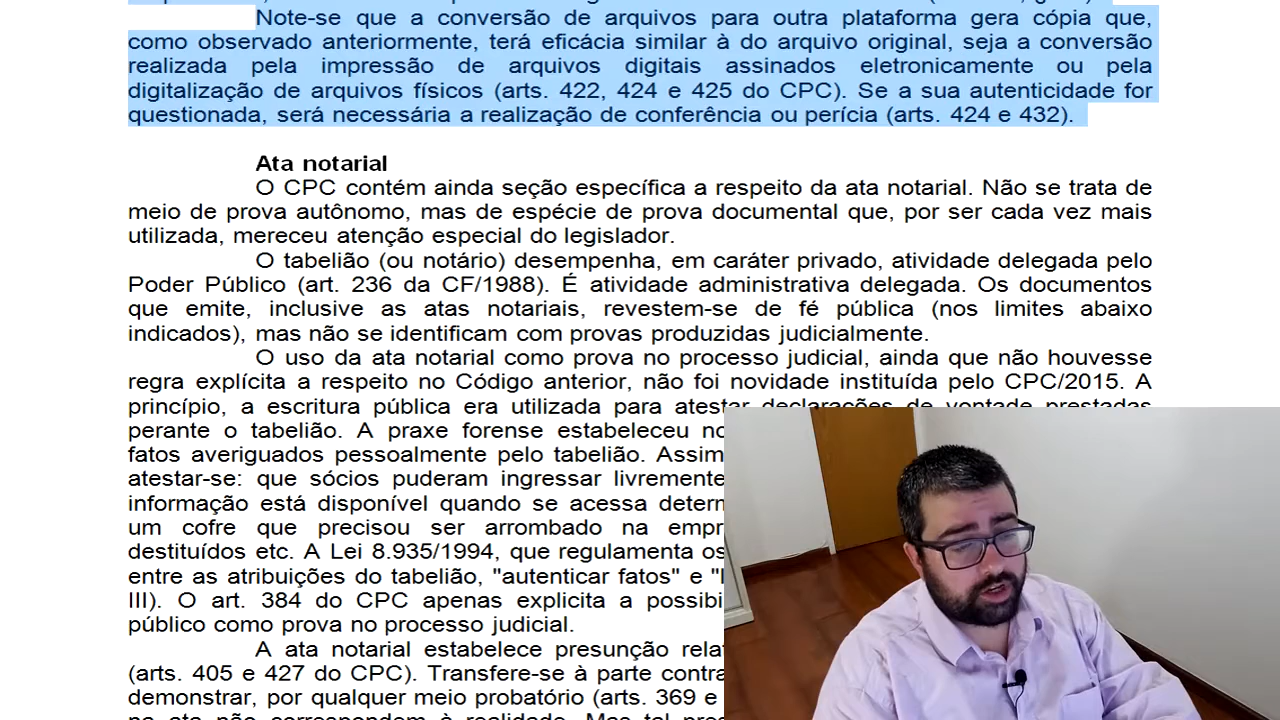 Note-se que a conversão de arquivos para outra plataforma gera cópia que,
como observado anteriormente, terá eficácia similar à do arquivo original, seja a conversão
realizada pela impressão de arquivos digitais assinados eletronicamente ou pela
digitalização de arquivos físicos (arts. 422, 424 e 425 do CPC). Se a sua autenticidade for
questionada, será necessária a realização de conferência ou perícia (arts. 424 e 432).
Ata notarial
O CPC contém ainda seção específica a respeito da ata notarial. Não se trata de
meio de prova autônomo, mas de espécie de prova documental que, por ser cada vez mais
utilizada, mereceu atenção especial do legislador.
O tabelião (ou notário) desempenha, em caráter privado, atividade delegada pelo
Poder Público (art. 236 da CF/1988). É atividade administrativa delegada. Os documentos
que emite, inclusive as atas notariais, revestem-se de fé pública (nos limites abaixo
indicados), mas não se identificam com provas produzidas judicialmente.
O uso da ata notarial como prova no processo judicial, ainda que não houvesse
regra explícita a respeito no Código anterior, não foi novidade instituída pelo CPC/2015. A
princípio, a escritura pública era utilizada para atestar declarações de vontade prestadas
perante o tabelião. A praxe forense estabeleceu
fatos averiguados pessoalmente pelo tabelião.
atestar-se: que sócios puderam ingressar livremente
informação está disponível quando se acessa
um cofre que precisou ser arrombado na
destituídos etc. A Lei 8.935/1994, que regulamenta
entre as atribuições do tabelião, "autenticar fatos" e
III). O art. 384 do CPC apenas explicita a
público como prova no processo judicial.
A ata notarial estabelece presunção
(arts. 405 e 427 do CPC). Transfere-se à parte
demonstrar, por qualquer meio probatório (arts. 369 e
na ata não correspondem à realidade. Mas tal